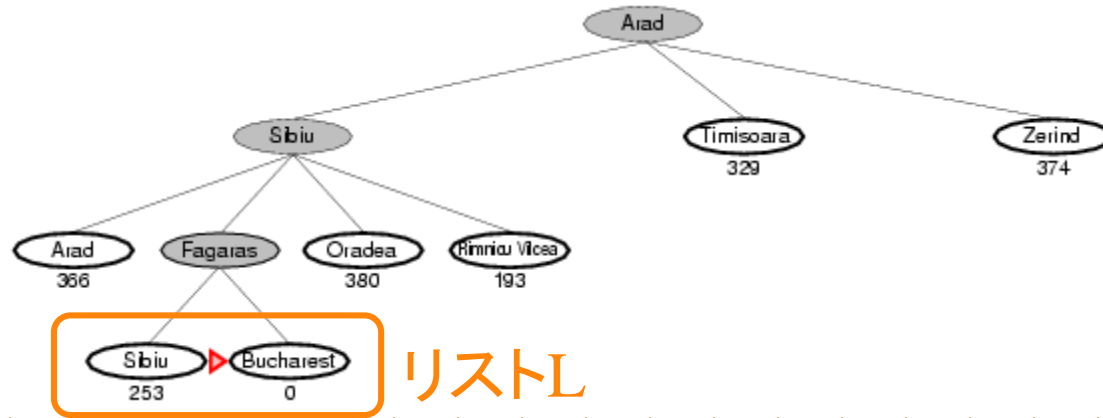 Arad
Sibiu
Timisoara
Zerind
329
374
Arad
Fagaras
Oradea
Rimnicu Vilcea
366
380
193
Sibiu
Bucharest
リストL
253
0